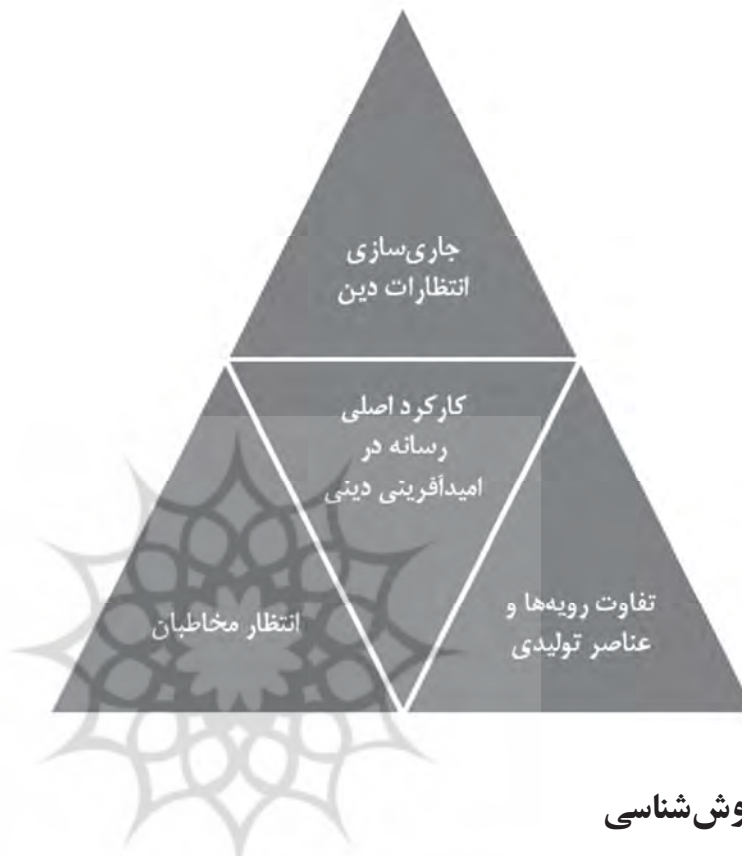 جاری‌سازی
انتظارات دین
کارکرد اصلی
رسانه در
امیدآفرینی دینی
تفاوت رویه‌ها و
عناصر تولیدی
انتظار مخاطبان
وش‌شناسی